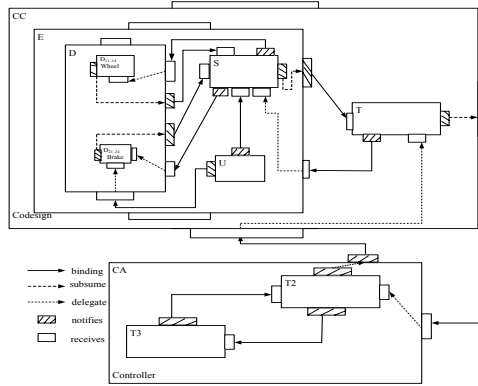 CC
E
D
D11..14
Wheel
S
T
D21..24
Brake
U
Codesign
binding
subsume
delegate
notifies
receives
CA
T2
T3
Controller